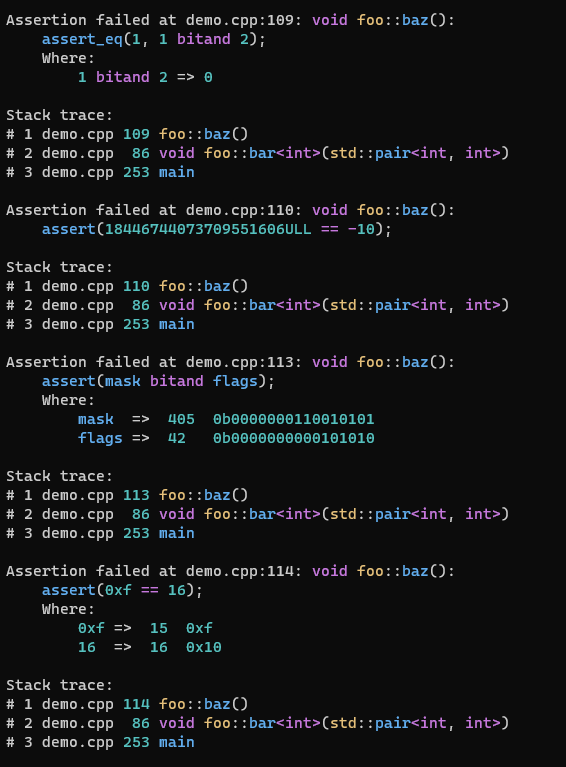 Assertion failed at demo.cpp:109: void foo::baz():
    assert_eq(1, 1 bitand 2);
    Where:
        1 bitand 2 => 0

Stack trace:
# 1 demo.cpp 109 foo::baz()
# 2 demo.cpp  86 void foo::bar<int>(std::pair<int, int>)
# 3 demo.cpp 253 main

Assertion failed at demo.cpp:110: void foo::baz():
    assert(18446744073709551606ULL == -10);

Stack trace:
# 1 demo.cpp 110 foo::baz()
# 2 demo.cpp  86 void foo::bar<int>(std::pair<int, int>)
# 3 demo.cpp 253 main

Assertion failed at demo.cpp:113: void foo::baz():
    assert(mask bitand flags);
    Where:
        mask  =>  405  0b0000000110010101
        flags =>  42   0b0000000000101010

Stack trace:
# 1 demo.cpp 113 foo::baz()
# 2 demo.cpp  86 void foo::bar<int>(std::pair<int, int>)
# 3 demo.cpp 253 main

Assertion failed at demo.cpp:114: void foo::baz():
    assert(0xf == 16);
    Where:
        0xf =>  15  0xf
        16  =>  16  0x10

Stack trace:
# 1 demo.cpp 114 foo::baz()
# 2 demo.cpp  86 void foo::bar<int>(std::pair<int, int>)
# 3 demo.cpp 253 main